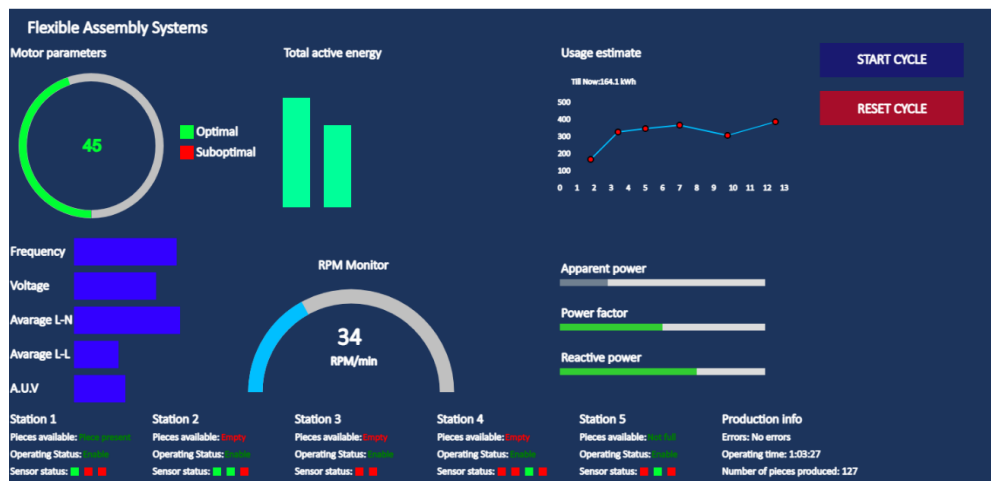 Flexible Assembly Systems
Motor parameters
Total active energy
Usage estimate
START CYCLE
Till Now:164.1 kWh
RESET CYCLE
500
400
300
200
100
0 1 2 3 4 5 6 7 8 9 10 11 12 13
45
Optimal
Suboptimal
Frequency
Voltage
Avarage L-N
Avarage L-L
A.U.V
RPM Monitor
34
RPM/min
Apparent power
Power factor
Reactive power
Station 1
Pieces available: Piece present
Operating Status: Enable
Sensor status:
Station 2
Pieces available: Empty
Operating Status: Enable
Sensor status:
Station 3
Pieces available: Empty
Operating Status: Enable
Sensor status:
Station 4
Pieces available: Empty
Operating Status: Enable
Sensor status:
Station 5
Pieces available: Not full
Operating Status: Enable
Sensor status:
Production info
Errors: No errors
Operating time: 1:03:27
Number of pieces produced: 127